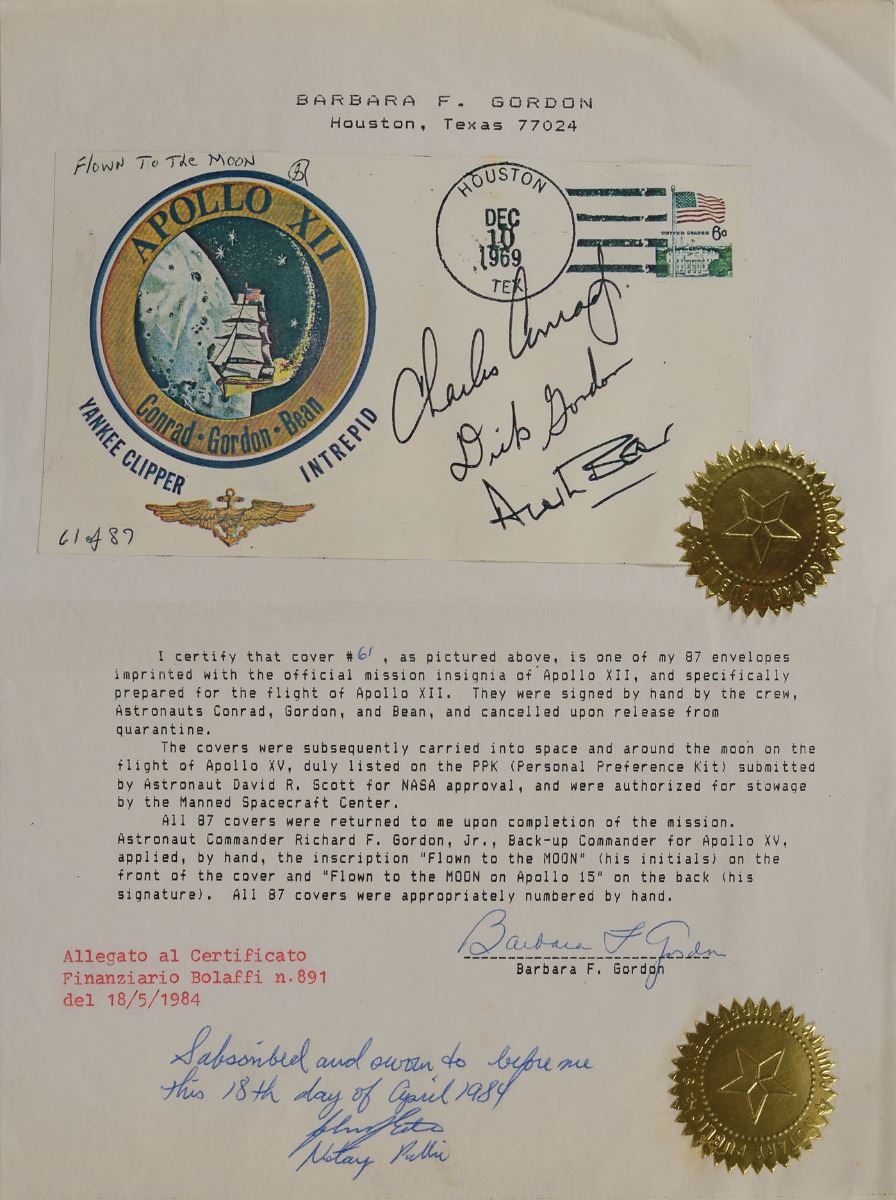 BARBARA F. GORDON
Houston, Texas 77024
Flown To The Moon
APOLLO XII
Conrad · Gordon · Bean
YANKEE CLIPPER
INTREPID
61 of 87
HOUSTON
DEC
10
1969
TEX
UNITED STATES 6c
Charles Conrad Jr.
Dick Gordon
Bean
NOTARY PUBLIC
I certify that cover #61, as pictured above, is one of my 87 envelopes
imprinted with the official mission insignia of Apollo XII, and specifically
prepared for the flight of Apollo XII. They were signed by hand by the crew,
Astronauts Conrad, Gordon, and Bean, and cancelled upon release from
quarantine.
The covers were subsequently carried into space and around the moon on the
flight of Apollo XV, duly listed on the PPK (Personal Preference Kit) submitted
by Astronaut David R. Scott for NASA approval, and were authorized for stowage
by the Manned Spacecraft Center.
All 87 covers were returned to me upon completion of the mission.
Astronaut Commander Richard F. Gordon, Jr., Back-up Commander for Apollo XV,
applied, by hand, the inscription "Flown to the MOON" (his initials) on the
front of the cover and "Flown to the MOON on Apollo 15" on the back (his
signature). All 87 covers were appropriately numbered by hand.
Barbara F Gordon
Barbara F. Gordon
Allegato al Certificato
Finanziario Bolaffi n.891
del 18/5/1984
Subscribed and sworn to before me
this 18th day of April 1984
Notary Public
NOTARY PUBLIC